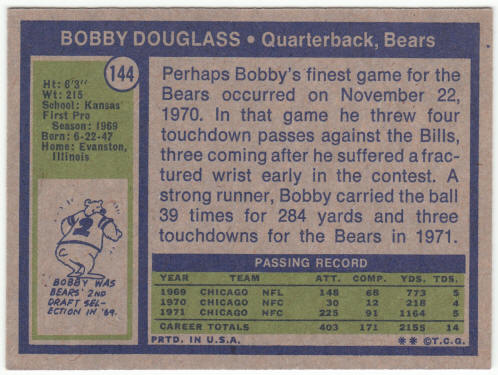 BOBBY DOUGLASS • Quarterback, Bears
144
Ht: 6'3"
Wt: 215
School: Kansas
First Pro
Season: 1969
Born: 6-22-47
Home: Evanston,
Illinois
2
BOBBY WAS
BEARS' 2ND
DRAFT SEL-
ECTION IN '69.
Perhaps Bobby's finest game for the
Bears occurred on November 22,
1970. In that game he threw four
touchdown passes against the Bills,
three coming after he suffered a frac-
tured wrist early in the contest. A
strong runner, Bobby carried the ball
39 times for 284 yards and three
touchdowns for the Bears in 1971.
PASSING RECORD
YEAR TEAM ATT. COMP. YDS. TDS.
1969 CHICAGO NFL 148 68 773 5
1970 CHICAGO NFC 30 12 218 4
1971 CHICAGO NFC 225 91 1164 5
CAREER TOTALS 403 171 2155 14
PRTD. IN U.S.A. ** ©T.C.G.